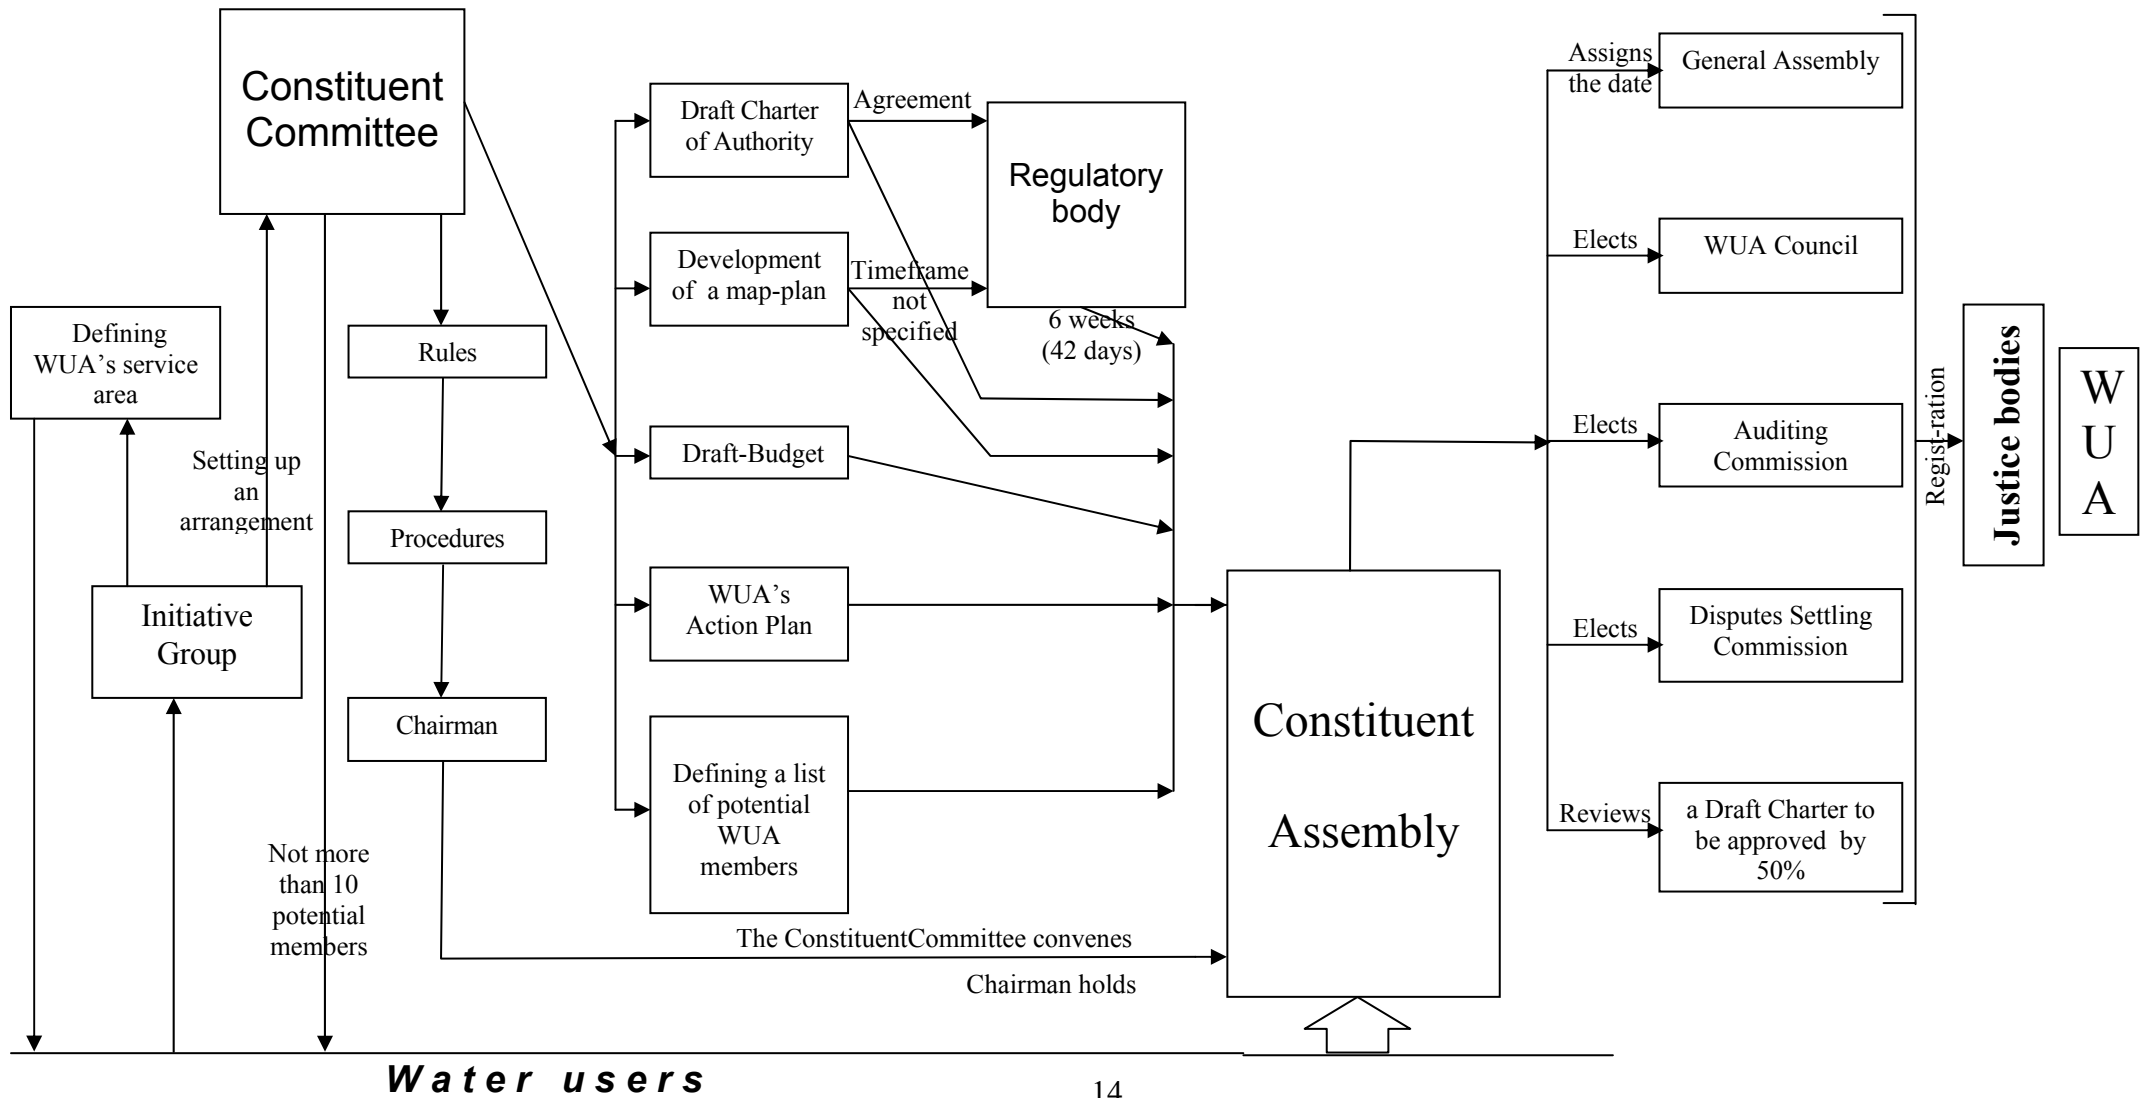 Constituent
Committee
Defining
WUA’s service
area
Setting up
an
arrangement
Initiative
Group
Not more
than 10
potential
members
Rules
Procedures
Chairman
Draft Charter
of Authority
Development
of a map-plan
Draft-Budget
WUA’s
Action Plan
Defining a list
of potential
WUA
members
Agreement
Timeframe
not
specified
Regulatory
body
6 weeks
(42 days)
The ConstituentCommittee convenes
Chairman holds
Constituent
Assembly
Assigns
the date
General Assembly
Elects
WUA Council
Elects
Auditing
Commission
Elects
Disputes Settling
Commission
Reviews
a Draft Charter to
be approved by
50%
Regist-ration
Justice bodies
W
U
A
Water users
14